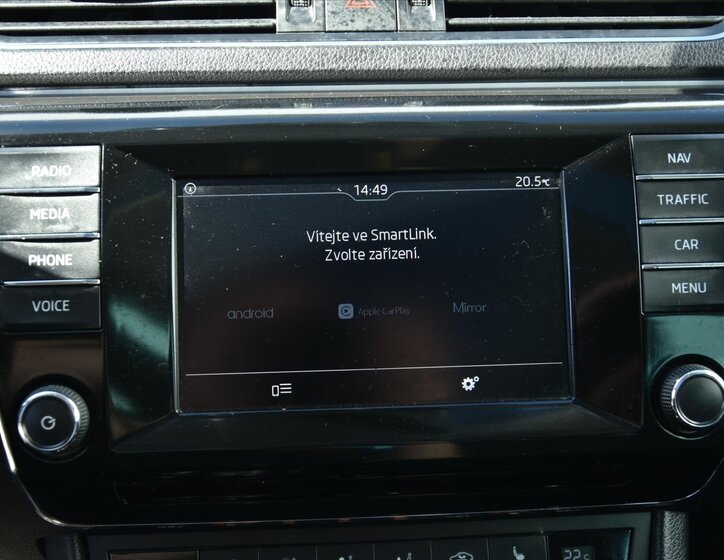 RADIO
MEDIA
PHONE
VOICE
14:49
20.5°C
Vítejte ve SmartLink.
Zvolte zařízení.
android
Apple CarPlay
Mirror
NAV
TRAFFIC
CAR
MENU
22°